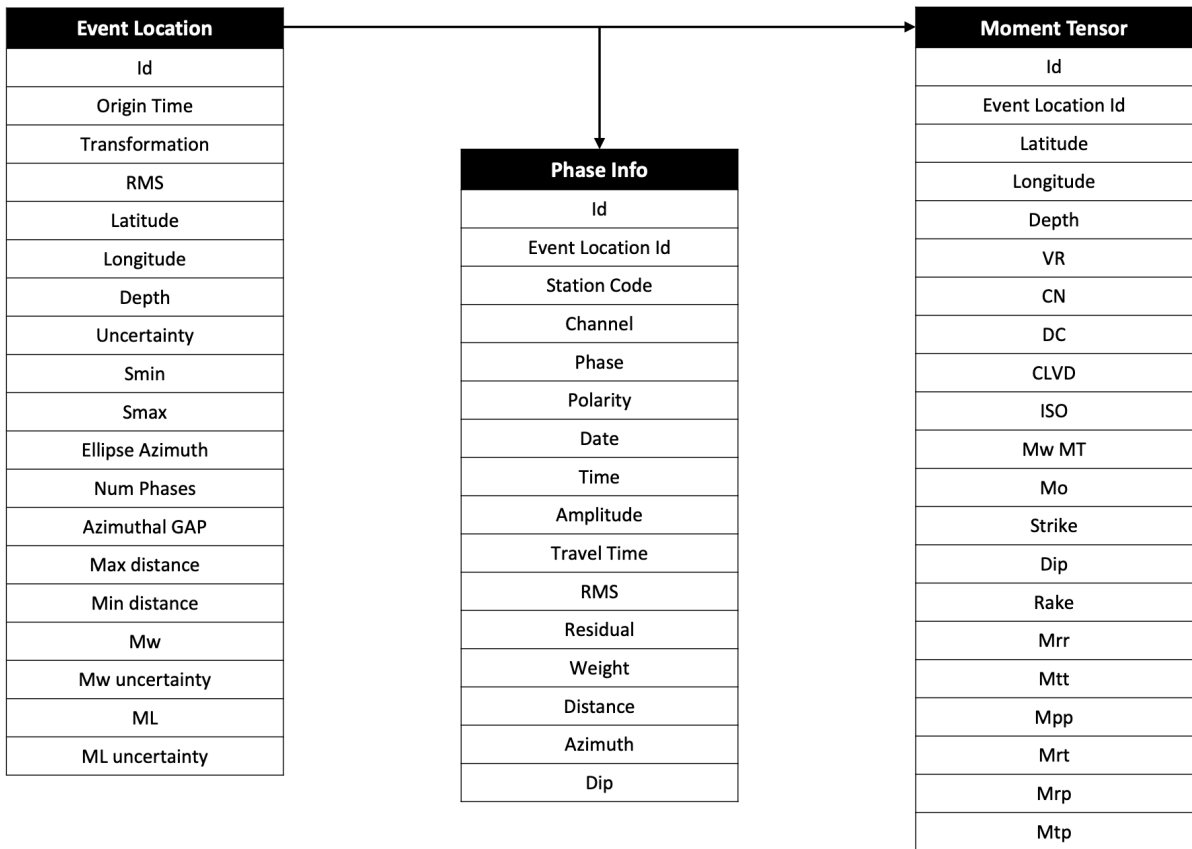 Event Location
Id
Origin Time
Transformation
RMS
Latitude
Longitude
Depth
Uncertainty
Smin
Smax
Ellipse Azimuth
Num Phases
Azimuthal GAP
Max distance
Min distance
Mw
Mw uncertainty
ML
ML uncertainty
Phase Info
Id
Event Location Id
Station Code
Channel
Phase
Polarity
Date
Time
Amplitude
Travel Time
RMS
Residual
Weight
Distance
Azimuth
Dip
Moment Tensor
Id
Event Location Id
Latitude
Longitude
Depth
VR
CN
DC
CLVD
ISO
Mw MT
Mo
Strike
Dip
Rake
Mrr
Mtt
Mpp
Mrt
Mrp
Mtp